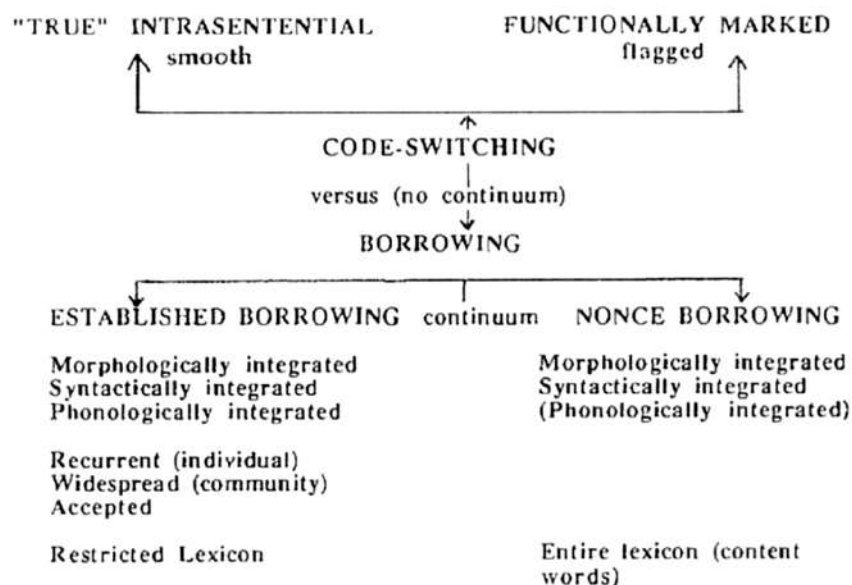 "TRUE" INTRASENTENTIAL FUNCTIONALLY MARKED
smooth flagged
CODE-SWITCHING
versus (no continuum)
BORROWING
ESTABLISHED BORROWING continuum NONCE BORROWING
Morphologically integrated Morphologically integrated
Syntactically integrated Syntactically integrated
Phonologically integrated (Phonologically integrated)
Recurrent (individual)
Widespread (community)
Accepted
Restricted Lexicon Entire lexicon (content
words)